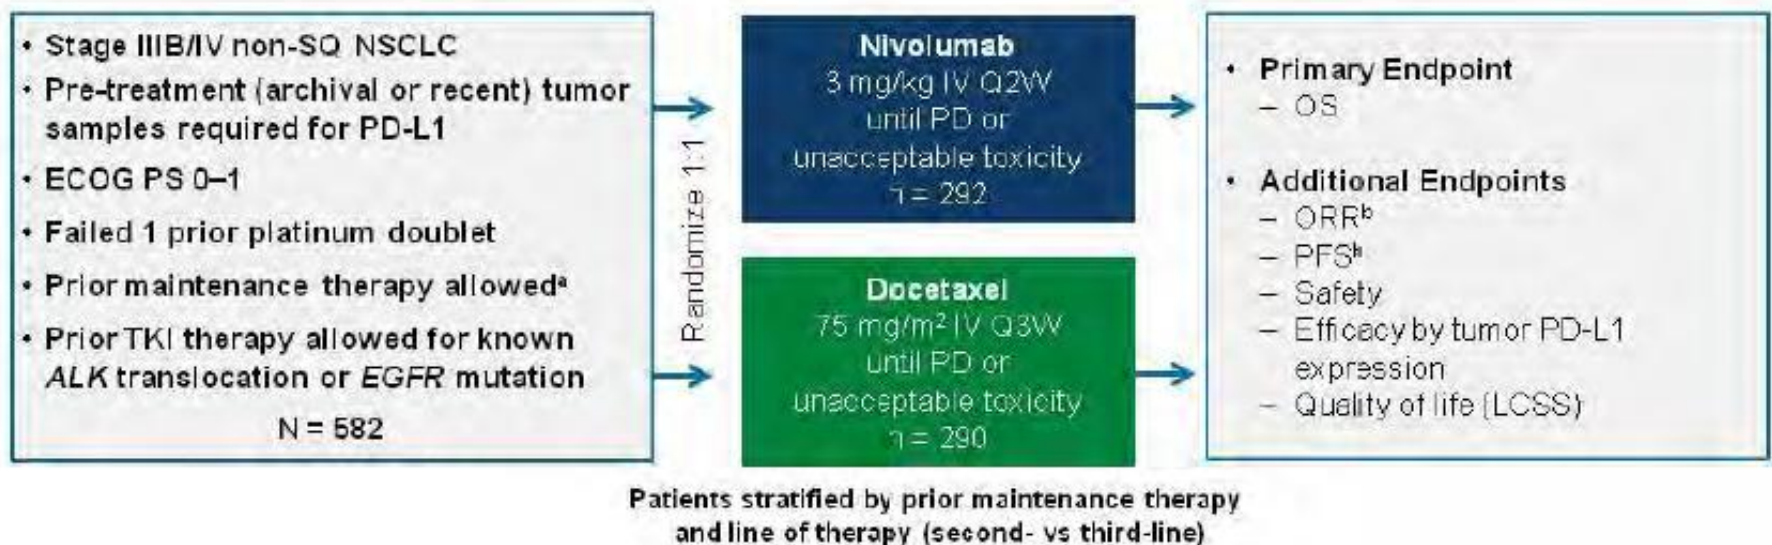 • Stage IIIB/IV non-SQ NSCLC
• Pre-treatment (archival or recent) tumor
samples required for PD-L1
• ECOG PS 0–1
• Failed 1 prior platinum doublet
• Prior maintenance therapy allowedᵃ
• Prior TKI therapy allowed for known
ALK translocation or EGFR mutation
N = 582
Randomize 1:1
Nivolumab
3 mg/kg IV Q2W
until PD or
unacceptable toxicity
n = 292
Docetaxel
75 mg/m² IV Q3W
until PD or
unacceptable toxicity
n = 290
• Primary Endpoint
– OS
• Additional Endpoints
– ORRᵇ
– PFSᵇ
– Safety
– Efficacy by tumor PD-L1
expression
– Quality of life (LCSS)
Patients stratified by prior maintenance therapy
and line of therapy (second- vs third-line)